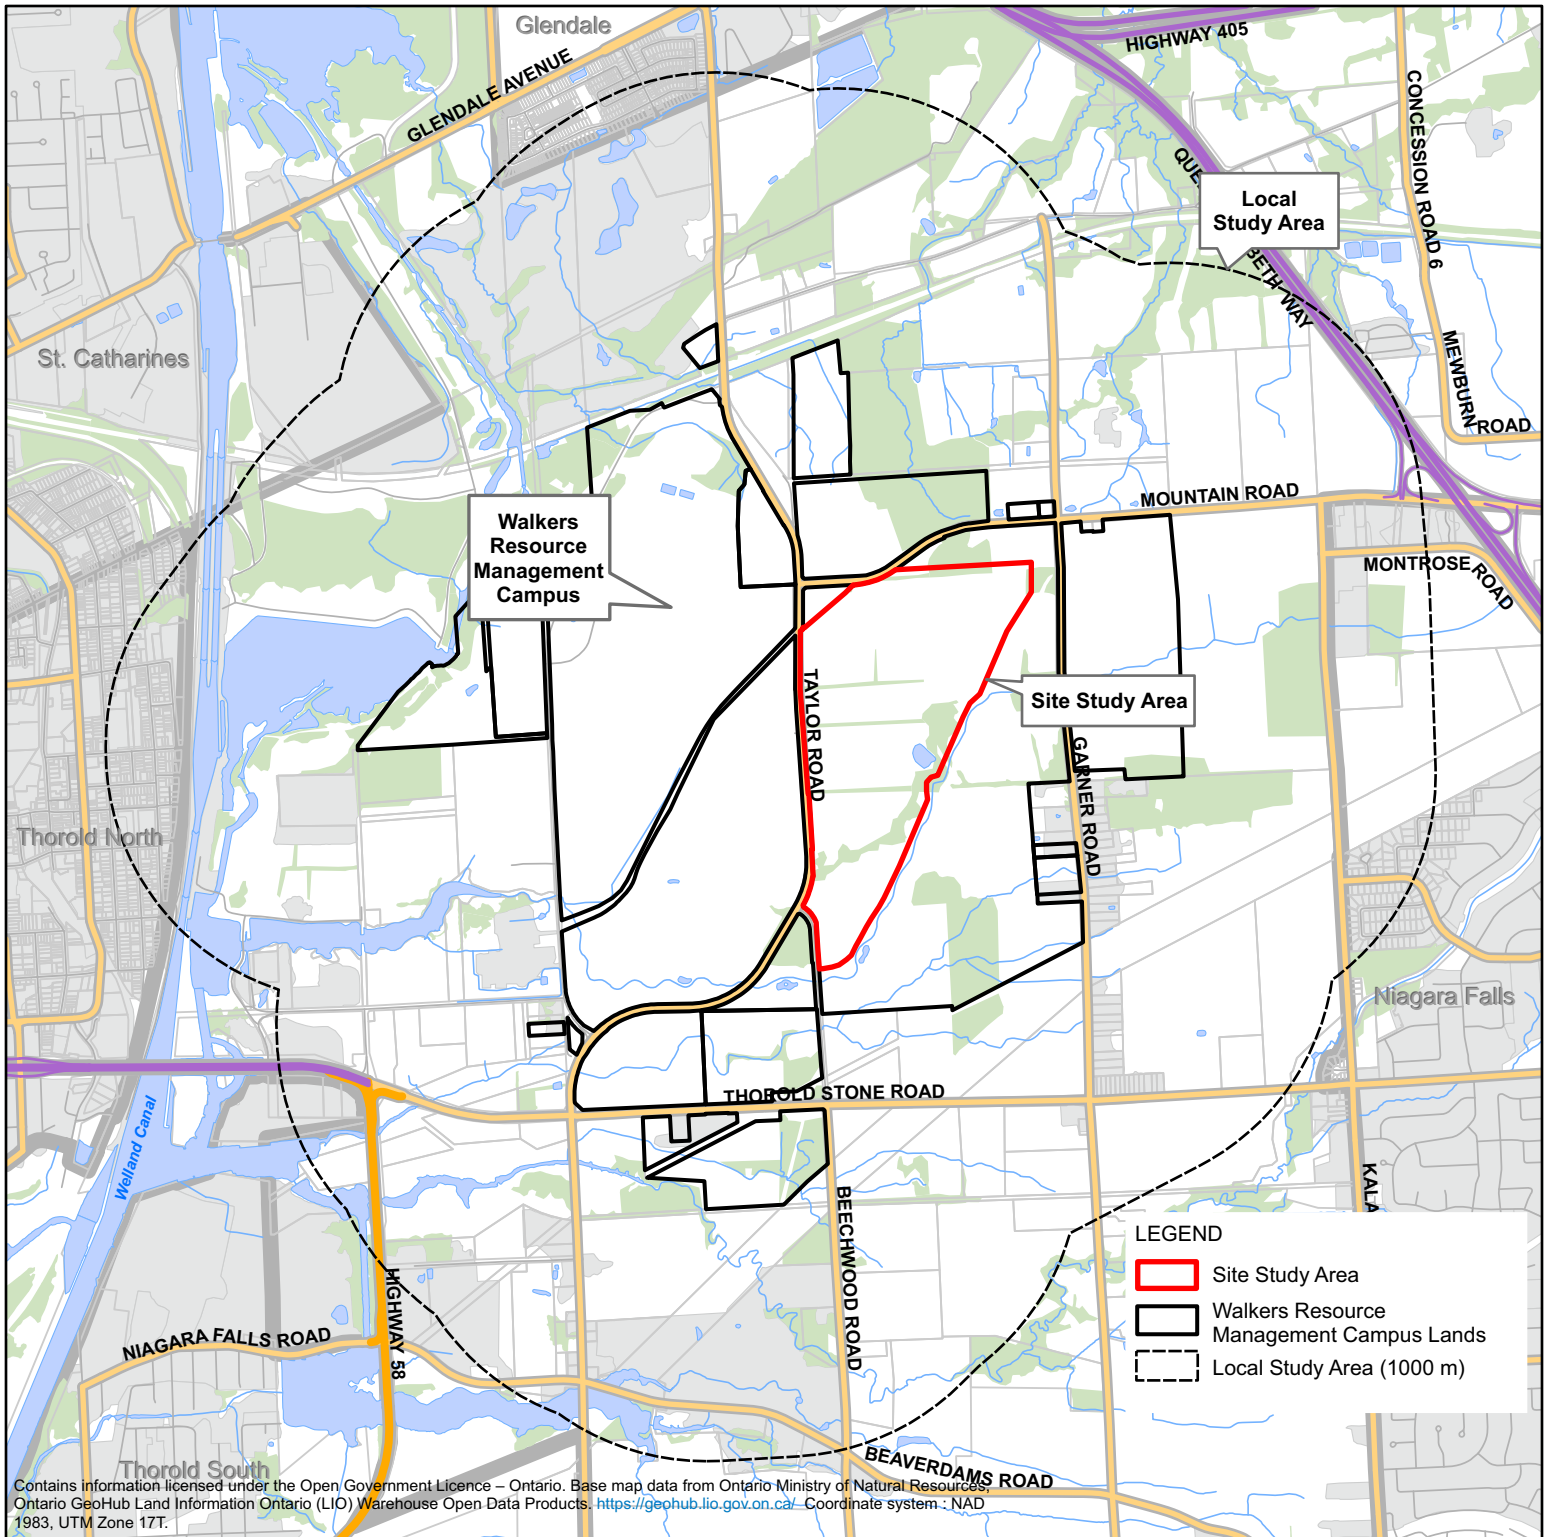 Glendale
HIGHWAY 405
GLENDALE AVENUE
CONCESSION ROAD 6
Local
Study Area
BETH WAY
St. Catharines
MEWBURN ROAD
MOUNTAIN ROAD
Walkers
Resource
Management
Campus
MONTROSE ROAD
TAYLOR ROAD
Site Study Area
GARNER ROAD
Thorold North
Niagara Falls
THOROLD STONE ROAD
Welland Canal
KALA
BEECHWOOD ROAD
LEGEND
Site Study Area
Walkers Resource
Management Campus Lands
Local Study Area (1000 m)
HIGHWAY 58
NIAGARA FALLS ROAD
BEAVERDAMS ROAD
Thorold South
Contains information licensed under the Open Government Licence – Ontario. Base map data from Ontario Ministry of Natural Resources,
Ontario GeoHub Land Information Ontario (LIO) Warehouse Open Data Products. https://geohub.lio.gov.on.ca/ Coordinate system : NAD
1983, UTM Zone 17T.